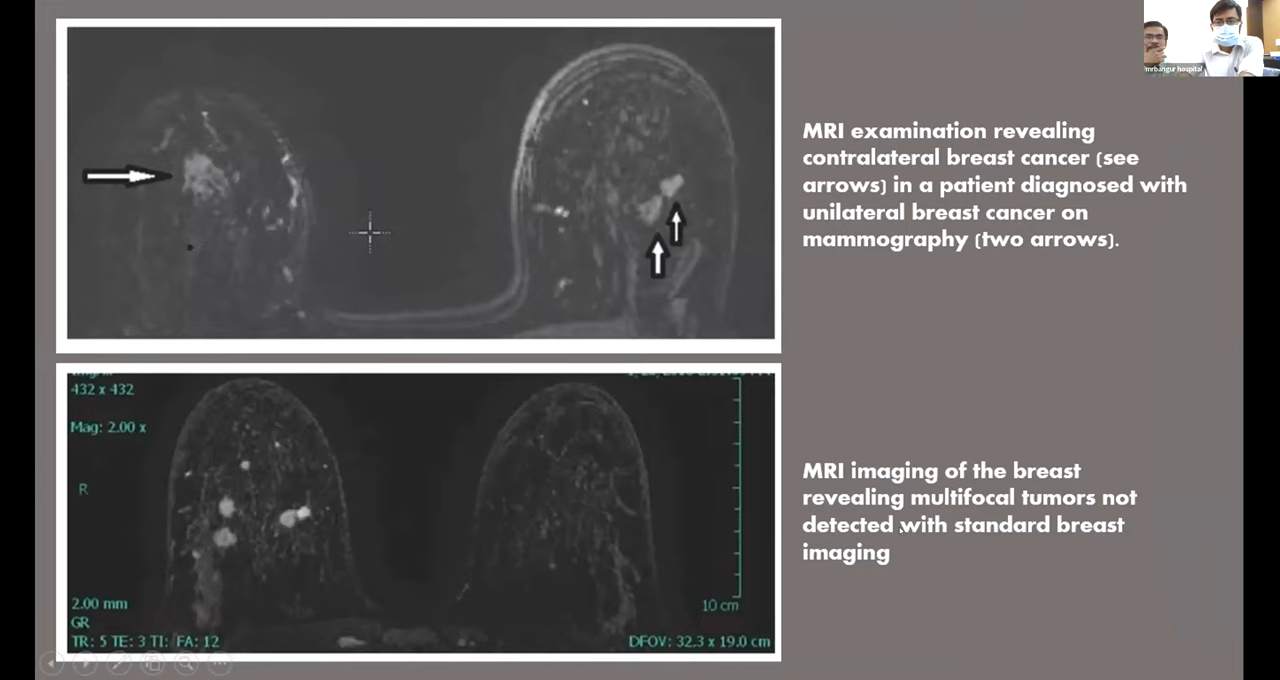 mrbangur hospital
MRI examination revealing
contralateral breast cancer (see
arrows) in a patient diagnosed with
unilateral breast cancer on
mammography (two arrows).
432 x 432
Mag: 2.00 x
R
2.00 mm
GR
TR: 5 TE: 3 TI: FA: 12
10 cm
DFOV: 32.3 x 19.0 cm
MRI imaging of the breast
revealing multifocal tumors not
detected with standard breast
imaging